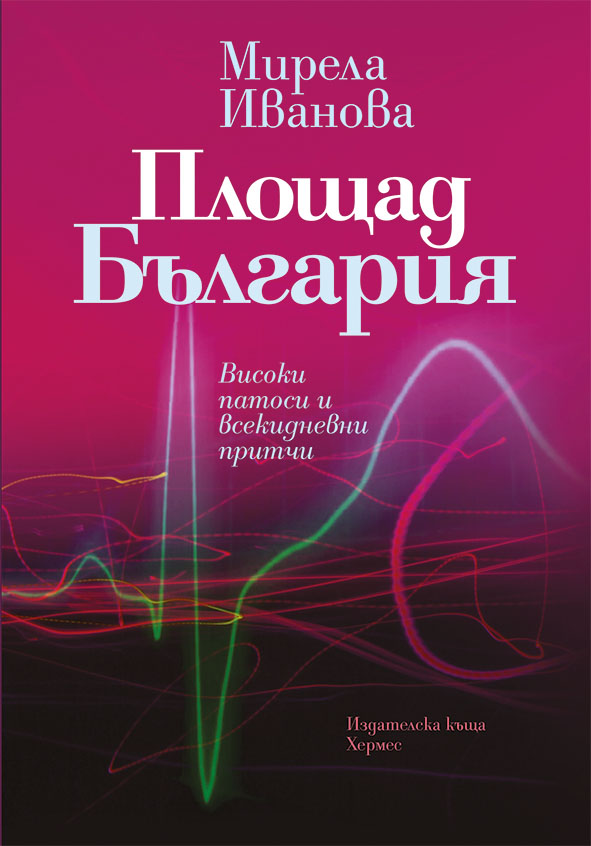 Мирела
Иванова
Площад
България
Високи
патоси и
всекидневни
притчи
Издателска къща
Хермес